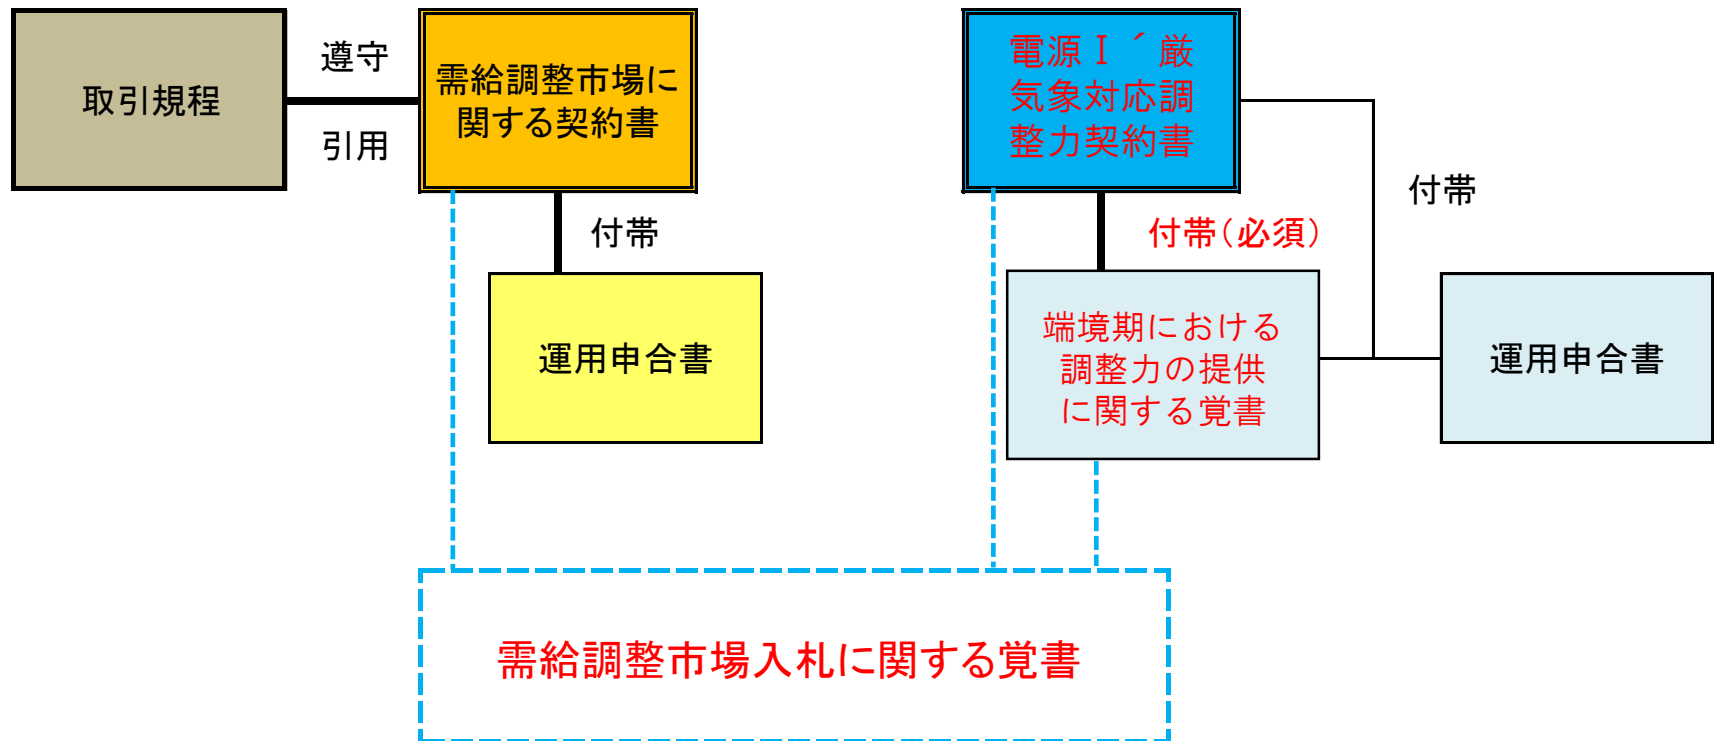 取引規程
遵守
引用
需給調整市場に
関する契約書
電源Ⅰ´厳
気象対応調
整力契約書
付帯
付帯（必須）
付帯
運用申合書
端境期における
調整力の提供
に関する覚書
運用申合書
需給調整市場入札に関する覚書